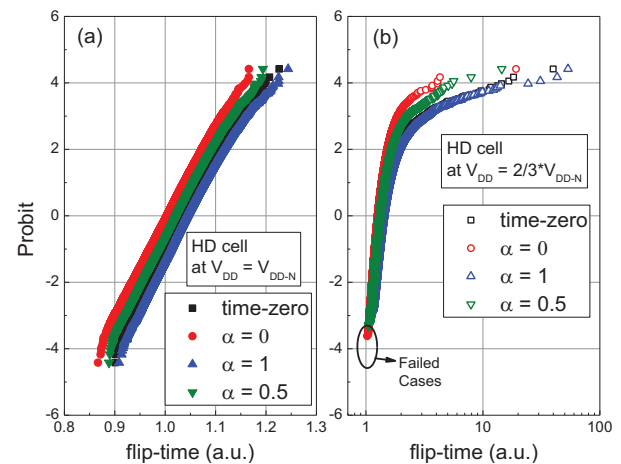 (a)
(b)
Probit
6
4
2
0
-2
-4
-6
0.8
0.9
1.0
1.1
1.2
1.3
flip-time (a.u.)
HD cell
at V_DD = V_DD-N
time-zero
α = 0
α = 1
α = 0.5
6
4
2
0
-2
-4
-6
1
10
100
flip-time (a.u.)
HD cell
at V_DD = 2/3*V_DD-N
time-zero
α = 0
α = 1
α = 0.5
Failed
Cases